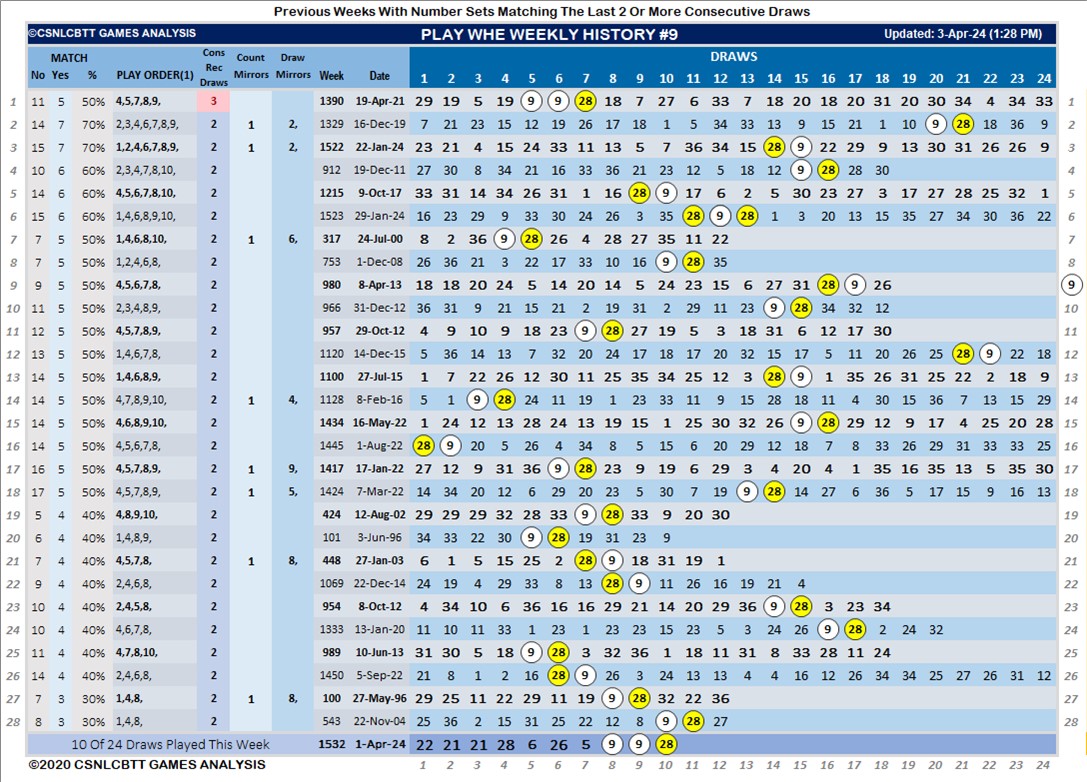 Previous Weeks With Number Sets Matching The Last 2 Or More Consecutive Draws
©CSNLCBTT GAMES ANALYSIS PLAY WHE WEEKLY HISTORY #9 Updated: 3-Apr-24 (1:28 PM)
MATCH Cons Rec Draws Count Mirrors Draw Mirrors DRAWS
No Yes % PLAY ORDER(1) Week Date 1 2 3 4 5 6 7 8 9 10 11 12 13 14 15 16 17 18 19 20 21 22 23 24
1 11 5 50% 4,5,7,8,9, 3 1390 19-Apr-21 29 19 5 19 9 9 28 18 7 27 6 33 7 18 20 18 20 31 20 30 34 4 34 33 1
2 14 7 70% 2,3,4,6,7,8,9, 2 1 2, 1329 16-Dec-19 7 21 23 15 12 19 26 17 18 1 5 34 33 13 9 15 21 1 10 9 28 18 36 9 2
3 15 7 70% 1,2,4,6,7,8,9, 2 1 2, 1522 22-Jan-24 23 21 4 15 24 33 11 13 5 7 36 34 15 28 9 22 29 9 13 30 31 26 26 9 3
4 10 6 60% 2,3,4,7,8,10, 2 912 19-Dec-11 27 30 8 34 21 16 33 36 21 23 12 5 18 12 9 28 28 30 4
5 14 6 60% 4,5,6,7,8,10, 2 1215 9-Oct-17 33 31 14 34 26 31 1 16 28 9 17 6 2 5 30 23 27 3 17 27 28 25 32 1 5
6 15 6 60% 1,4,6,8,9,10, 2 1523 29-Jan-24 16 23 29 9 33 30 24 26 3 35 28 9 28 1 3 20 13 15 35 27 34 30 36 22 6
7 7 5 50% 1,4,6,8,10, 2 1 6, 317 24-Jul-00 8 2 36 9 28 26 4 28 27 35 11 22 7
8 8 5 50% 1,2,4,6,8, 2 753 1-Dec-08 26 36 21 3 22 17 33 10 16 9 28 35 8
9 9 5 50% 4,5,6,7,8, 2 980 8-Apr-13 18 18 20 24 5 14 20 14 5 24 23 15 6 27 31 28 9 26 9
10 11 5 50% 2,3,4,8,9, 2 966 31-Dec-12 36 31 9 21 15 21 2 19 31 2 29 11 23 9 28 34 32 12 10
11 12 5 50% 4,5,7,8,9, 2 957 29-Oct-12 4 9 10 9 18 23 9 28 27 19 5 3 18 31 6 12 17 30 11
12 13 5 50% 1,4,6,7,8, 2 1120 14-Dec-15 5 36 14 13 7 32 20 24 17 18 17 20 32 15 17 5 11 20 26 25 28 9 22 18 12
13 14 5 50% 1,4,6,8,9, 2 1100 27-Jul-15 1 7 22 26 12 30 11 25 35 34 25 12 3 28 9 1 35 26 31 25 22 2 18 9 13
14 14 5 50% 4,7,8,9,10, 2 1 4, 1128 8-Feb-16 5 1 9 28 24 11 19 1 23 33 11 9 15 28 18 11 4 30 15 36 7 13 15 29 14
15 14 5 50% 4,6,8,9,10, 2 1434 16-May-22 1 24 12 13 28 24 13 19 15 1 25 30 32 26 9 28 29 12 9 17 4 25 20 28 15
16 14 5 50% 4,5,6,7,8, 2 1445 1-Aug-22 28 9 20 5 26 4 34 8 5 15 6 20 29 12 18 7 33 26 29 31 33 33 25 16
17 16 5 50% 4,5,7,8,9, 2 1 9, 1417 17-Jan-22 27 12 9 31 36 9 28 23 9 19 6 29 3 4 20 4 1 35 16 35 13 5 35 30 17
18 17 5 50% 4,5,7,8,9, 2 1 5, 1424 7-Mar-22 14 34 20 12 6 29 20 23 5 30 7 19 9 28 14 27 6 36 5 17 15 9 16 13 18
19 5 4 40% 4,8,9,10, 2 424 12-Aug-02 29 29 29 32 28 33 9 28 33 9 20 30 19
20 6 4 40% 1,4,8,9, 2 101 3-Jun-96 34 33 22 30 9 28 19 31 23 9 20
21 7 4 40% 4,5,7,8, 2 1 8, 448 27-Jan-03 6 1 5 15 25 2 28 9 18 31 19 1 21
22 9 4 40% 2,4,6,8, 2 1069 22-Dec-14 24 19 4 29 33 8 13 28 9 11 26 16 19 21 4 22
23 10 4 40% 2,4,5,8, 2 954 8-Oct-12 4 34 10 6 36 16 16 29 21 14 20 29 36 9 28 3 23 34 23
24 10 4 40% 4,6,7,8, 2 1333 13-Jan-20 11 10 11 33 1 23 1 23 23 15 23 5 3 24 26 9 28 2 24 32 24
25 11 4 40% 4,7,8,10, 2 989 10-Jun-13 31 30 5 18 9 28 3 32 36 1 18 11 31 8 33 28 11 24 25
26 14 4 40% 2,4,6,8, 2 1450 5-Sep-22 21 8 1 2 16 28 9 26 3 24 13 13 4 4 16 12 26 26 34 25 27 26 31 12 26
27 7 3 30% 1,4,8, 2 1 8, 100 27-May-96 29 25 11 22 29 11 19 9 28 32 22 36 27
28 8 3 30% 1,4,8, 2 543 22-Nov-04 25 36 2 15 31 25 22 12 8 9 28 27 28
10 Of 24 Draws Played This Week 1532 1-Apr-24 22 21 21 28 6 26 5 9 9 28
©2020 CSNLCBTT GAMES ANALYSIS 1 2 3 4 5 6 7 8 9 10 11 12 13 14 15 16 17 18 19 20 21 22 23 24